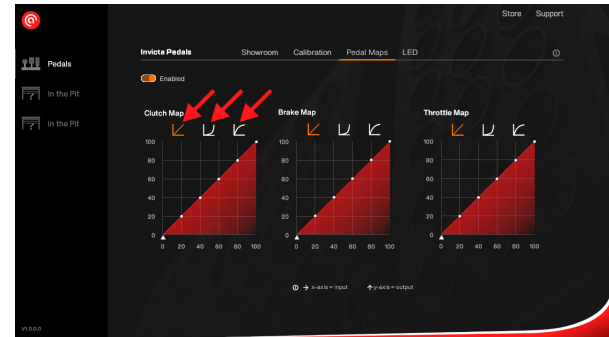 Store Support
Invicta Pedals Showroom Calibration Pedal Maps LED
Pedals
Enabled
In the Pit
In the Pit
Clutch Map Brake Map Throttle Map
100 100 100
80 80 80
60 60 60
40 40 40
20 20 20
0 0 0
0 20 40 60 80 100 0 20 40 60 80 100 0 20 40 60 80 100
→ x-axis = input ↑ y-axis = output
V1.0.0.0